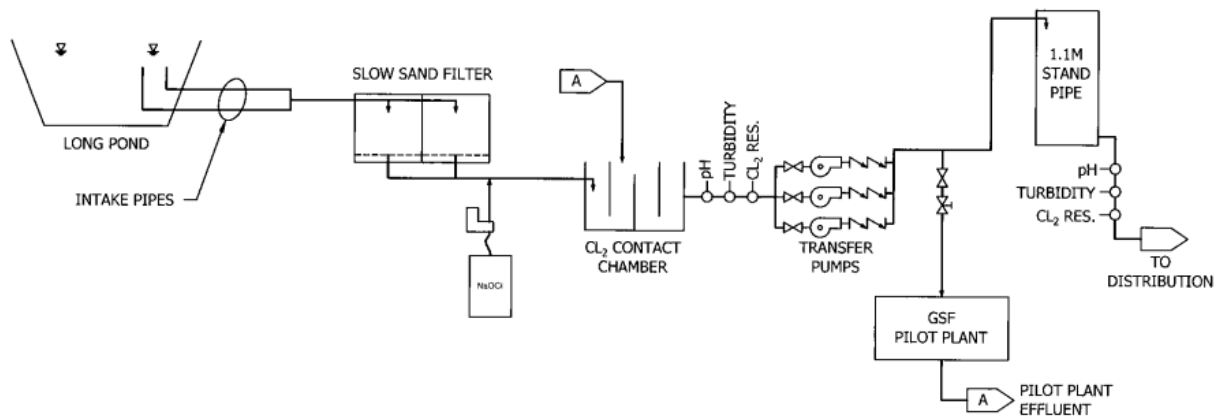 LONG POND
INTAKE PIPES
SLOW SAND FILTER
NaOCl
A
CL2 CONTACT
CHAMBER
pH
TURBIDITY
CL2 RES.
TRANSFER
PUMPS
1.1M
STAND
PIPE
pH
TURBIDITY
CL2 RES.
TO
DISTRIBUTION
GSF
PILOT PLANT
A
PILOT PLANT
EFFLUENT